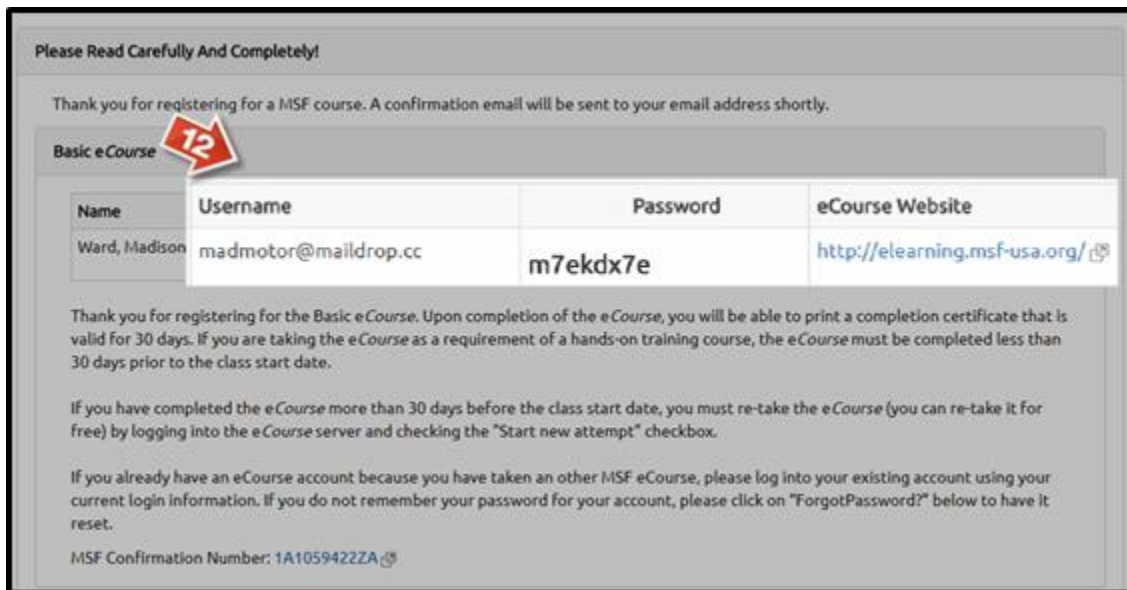 Please Read Carefully And Completely!
Thank you for registering for a MSF course. A confirmation email will be sent to your email address shortly.
12
Basic eCourse
Name Username Password eCourse Website
Ward, Madison madmotor@maildrop.cc m7ekdx7e http://elearning.msf-usa.org/
Thank you for registering for the Basic eCourse. Upon completion of the eCourse, you will be able to print a completion certificate that is
valid for 30 days. If you are taking the eCourse as a requirement of a hands-on training course, the eCourse must be completed less than
30 days prior to the class start date.
If you have completed the eCourse more than 30 days before the class start date, you must re-take the eCourse (you can re-take it for
free) by logging into the eCourse server and checking the "Start new attempt" checkbox.
If you already have an eCourse account because you have taken an other MSF eCourse, please log into your existing account using your
current login information. If you do not remember your password for your account, please click on "ForgotPassword?" below to have it
reset.
MSF Confirmation Number: 1A1059422ZA